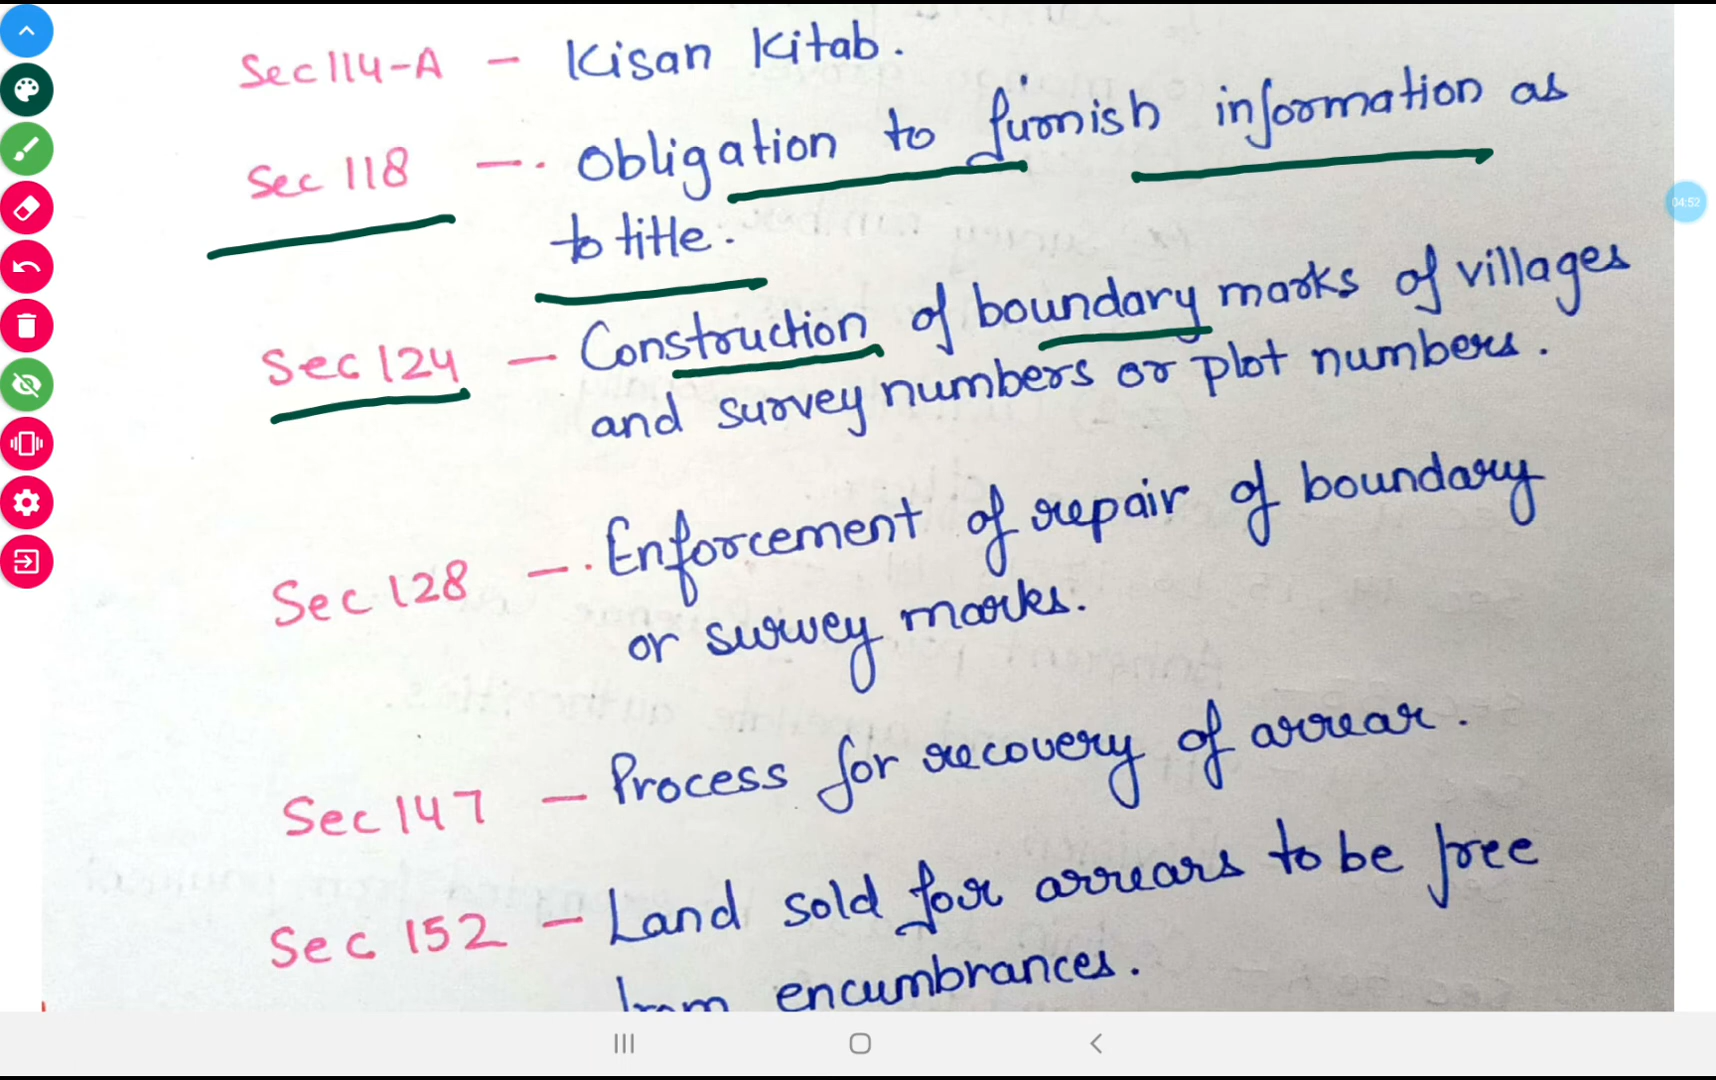 Sec 114-A - Kisan Kitab.
Sec 118 - Obligation to furnish information as
to title.
Sec 124 - Construction of boundary marks of villages
and survey numbers or plot numbers.
Sec 128 - Enforcement of repair of boundary
or survey marks.
Sec 147 - Process for recovery of arrear.
Sec 152 - Land sold for arrears to be free
from encumbrances.
04:52